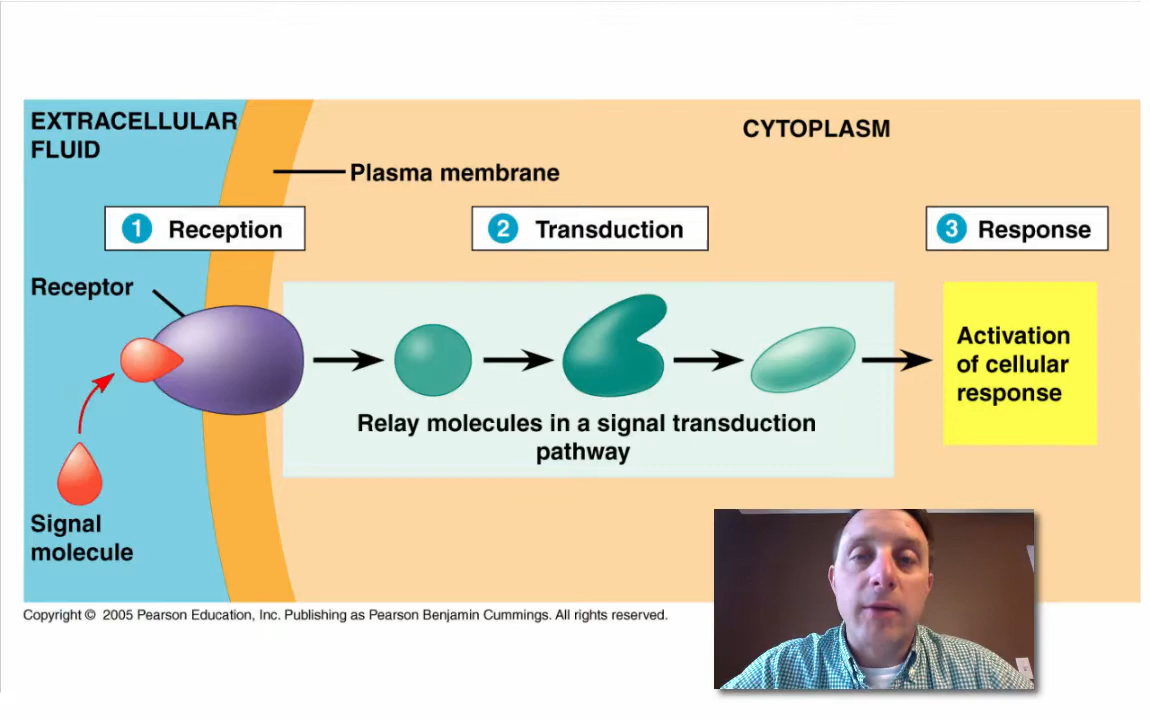 EXTRACELLULAR
FLUID
CYTOPLASM
Plasma membrane
1 Reception
2 Transduction
3 Response
Receptor
Activation
of cellular
response
Relay molecules in a signal transduction
pathway
Signal
molecule
Copyright © 2005 Pearson Education, Inc. Publishing as Pearson Benjamin Cummings. All rights reserved.